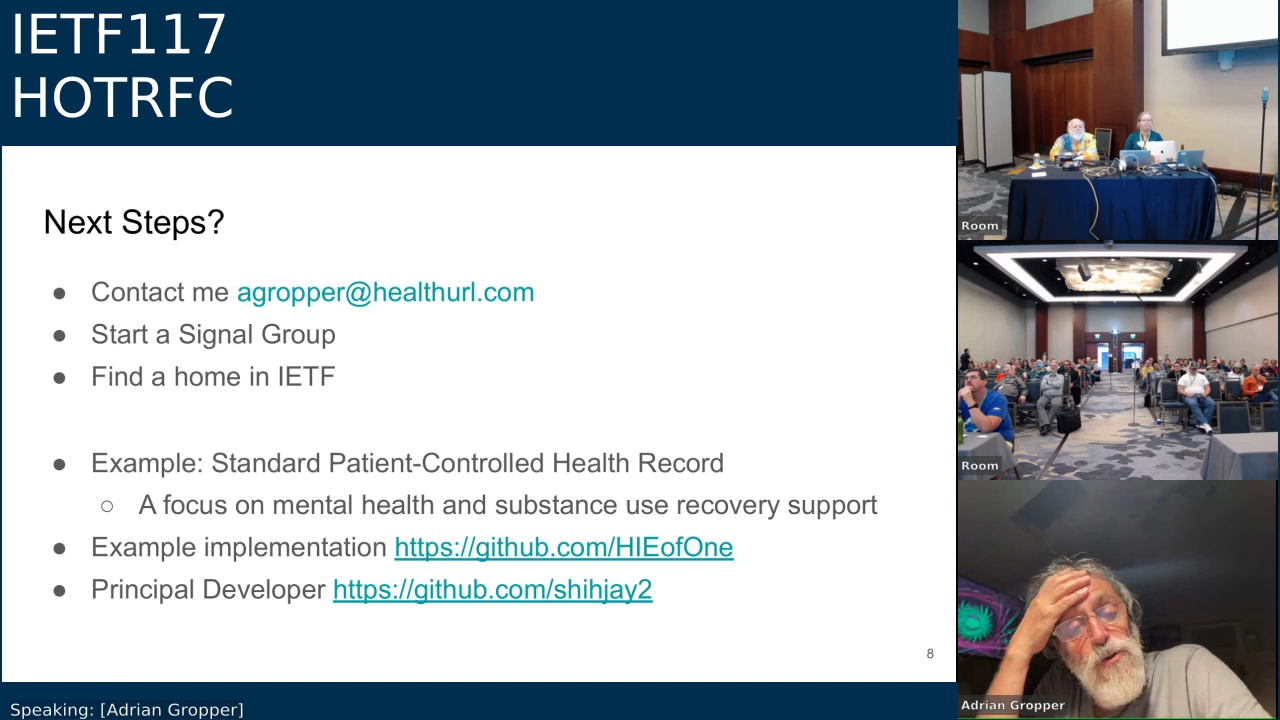 IETF117
HOTRFC
Next Steps?
● Contact me agropper@healthurl.com
● Start a Signal Group
● Find a home in IETF
● Example: Standard Patient-Controlled Health Record
○ A focus on mental health and substance use recovery support
● Example implementation https://github.com/HIEofOne
● Principal Developer https://github.com/shihjay2
8
Speaking: [Adrian Gropper]
Room
Room
Adrian Gropper